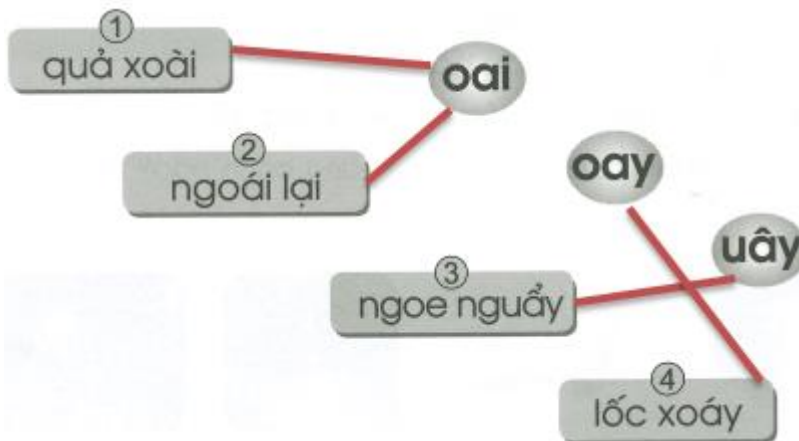 ①
quả xoài
oai
②
ngoái lại
oay
uây
③
ngoe nguẩy
④
lốc xoáy